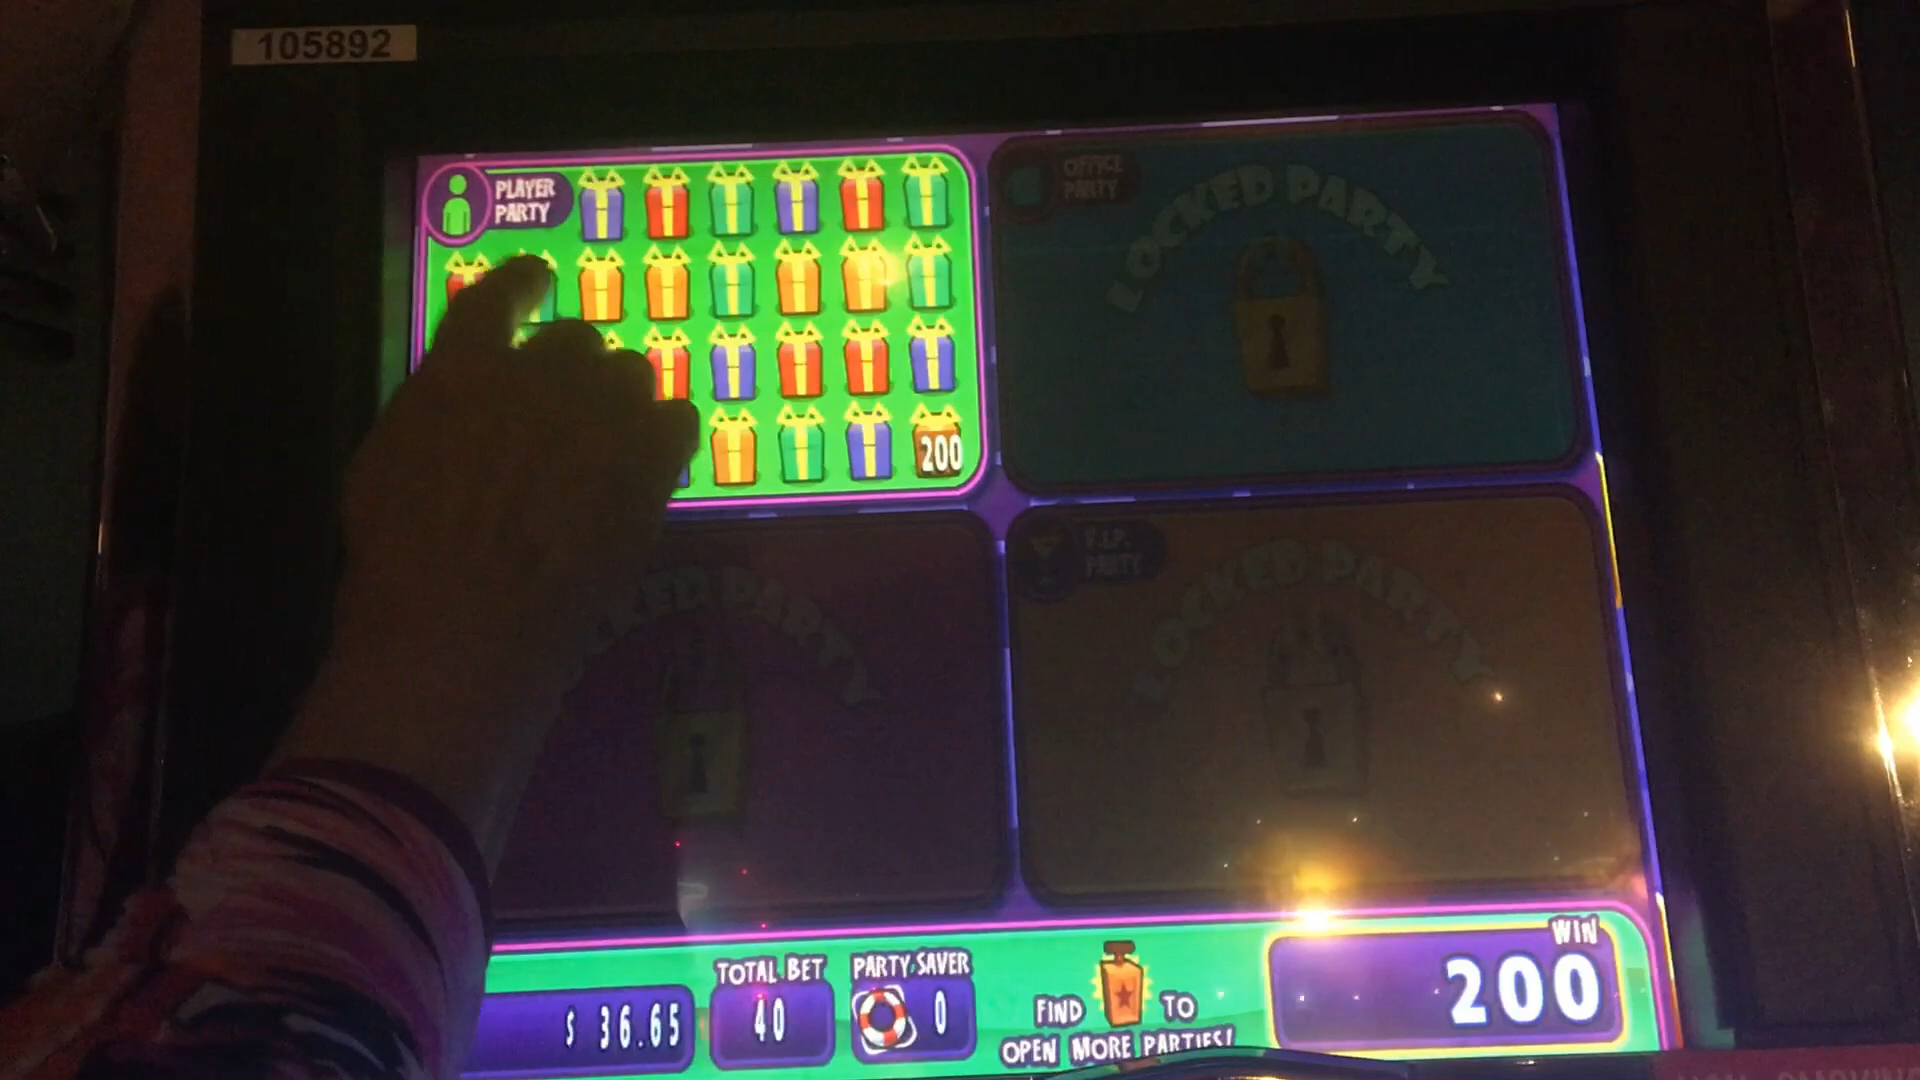 105892
PLAYER
PARTY
200
OFFICE
PARTY
LOCKED PARTY
PARTY
V.I.P.
PARTY
LOCKED PARTY
$ 36.65
TOTAL BET
40
PARTY SAVER
0
FIND TO
OPEN MORE PARTIES!
WIN
200